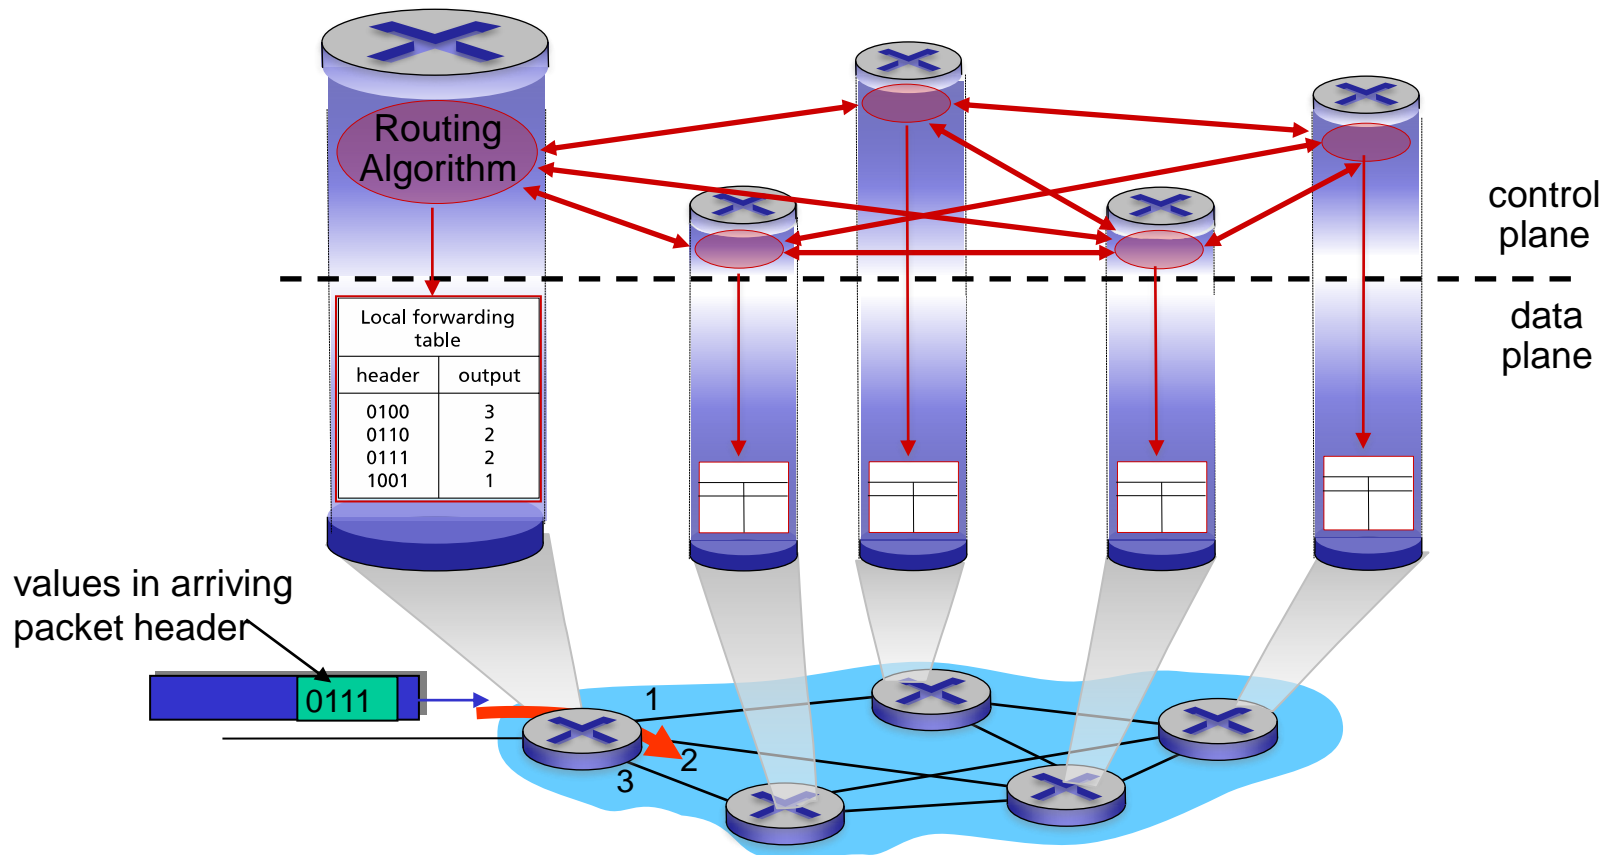 Routing
Algorithm
control
plane
data
plane
Local forwarding
table
header output
0100 3
0110 2
0111 2
1001 1
values in arriving
packet header
0111
1
2
3